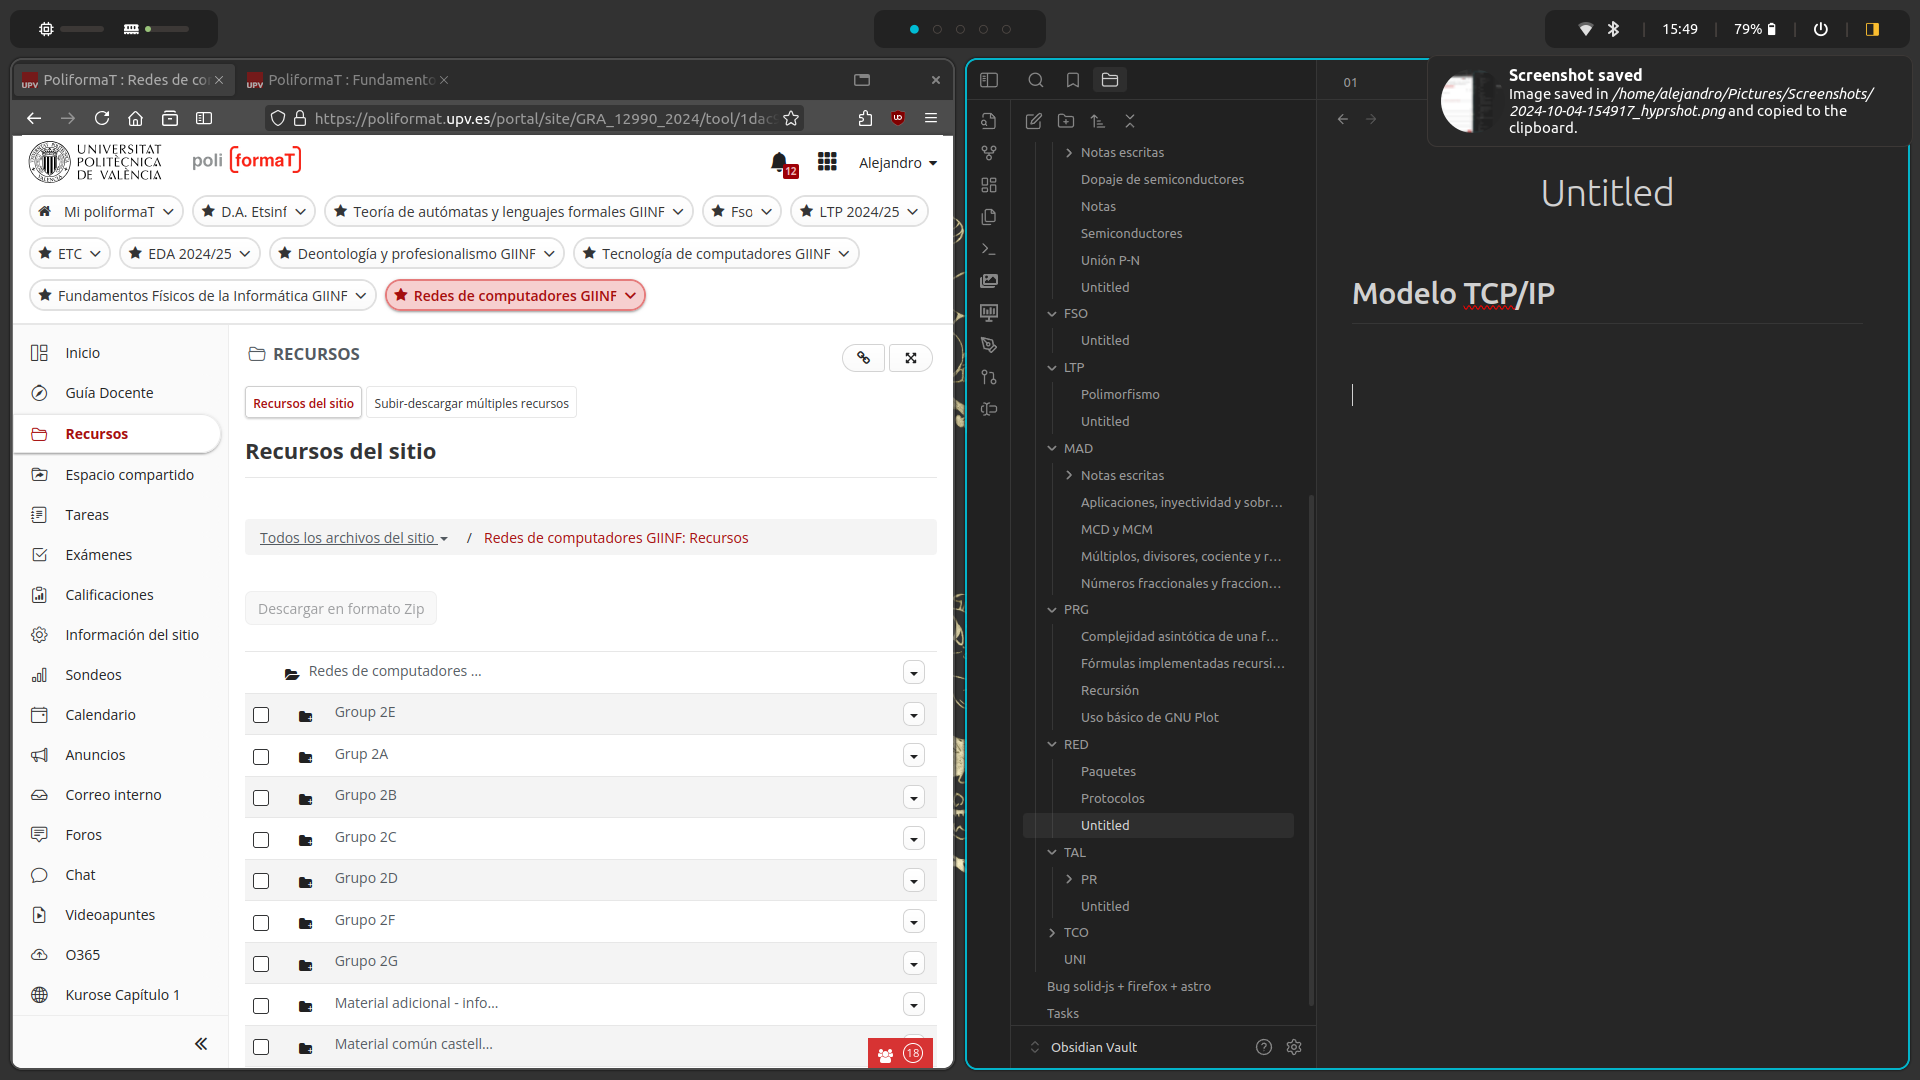 15:49
79%
PoliformaT : Redes de co
PoliformaT : Fundamento
https://poliformat.upv.es/portal/site/GRA_12990_2024/tool/1dac
UNIVERSITAT
POLITÈCNICA
DE VALÈNCIA
poli [formaT]
12
Alejandro
Mi poliformaT
D.A. Etsinf
Teoría de autómatas y lenguajes formales GIINF
Fso
LTP 2024/25
ETC
EDA 2024/25
Deontología y profesionalismo GIINF
Tecnología de computadores GIINF
Fundamentos Físicos de la Informática GIINF
Redes de computadores GIINF
Inicio
Guía Docente
Recursos
Espacio compartido
Tareas
Exámenes
Calificaciones
Información del sitio
Sondeos
Calendario
Anuncios
Correo interno
Foros
Chat
Videoapuntes
O365
Kurose Capítulo 1
RECURSOS
Recursos del sitio
Subir-descargar múltiples recursos
Recursos del sitio
Todos los archivos del sitio / Redes de computadores GIINF: Recursos
Descargar en formato Zip
Redes de computadores ...
Group 2E
Grup 2A
Grupo 2B
Grupo 2C
Grupo 2D
Grupo 2F
Grupo 2G
Material adicional - info...
Material común castell...
18
Notas escritas
Dopaje de semiconductores
Notas
Semiconductores
Unión P-N
Untitled
FSO
Untitled
LTP
Polimorfismo
Untitled
MAD
Notas escritas
Aplicaciones, inyectividad y sobr...
MCD y MCM
Múltiplos, divisores, cociente y r...
Números fraccionales y fraccion...
PRG
Complejidad asintótica de una f...
Fórmulas implementadas recursi...
Recursión
Uso básico de GNU Plot
RED
Paquetes
Protocolos
Untitled
TAL
PR
Untitled
TCO
UNI
Bug solid-js + firefox + astro
Tasks
Obsidian Vault
01
Untitled
Modelo TCP/IP
Screenshot saved
Image saved in /home/alejandro/Pictures/Screenshots/
2024-10-04-154917_hyprshot.png and copied to the
clipboard.